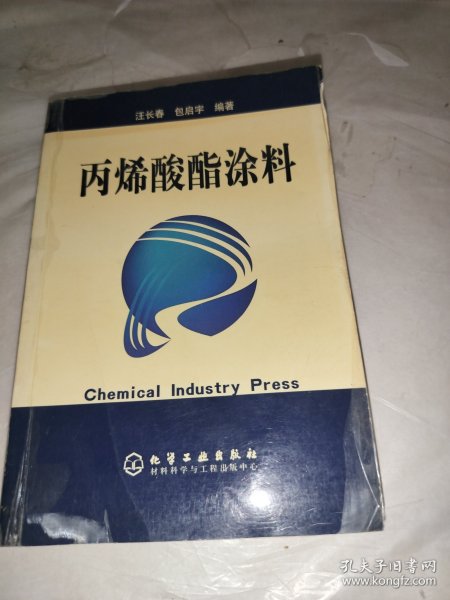 汪长春 包启宇 编著
丙烯酸酯涂料
Chemical Industry Press
化学工业出版社
材料科学与工程出版中心
孔夫子旧书网
www.kongfz.com